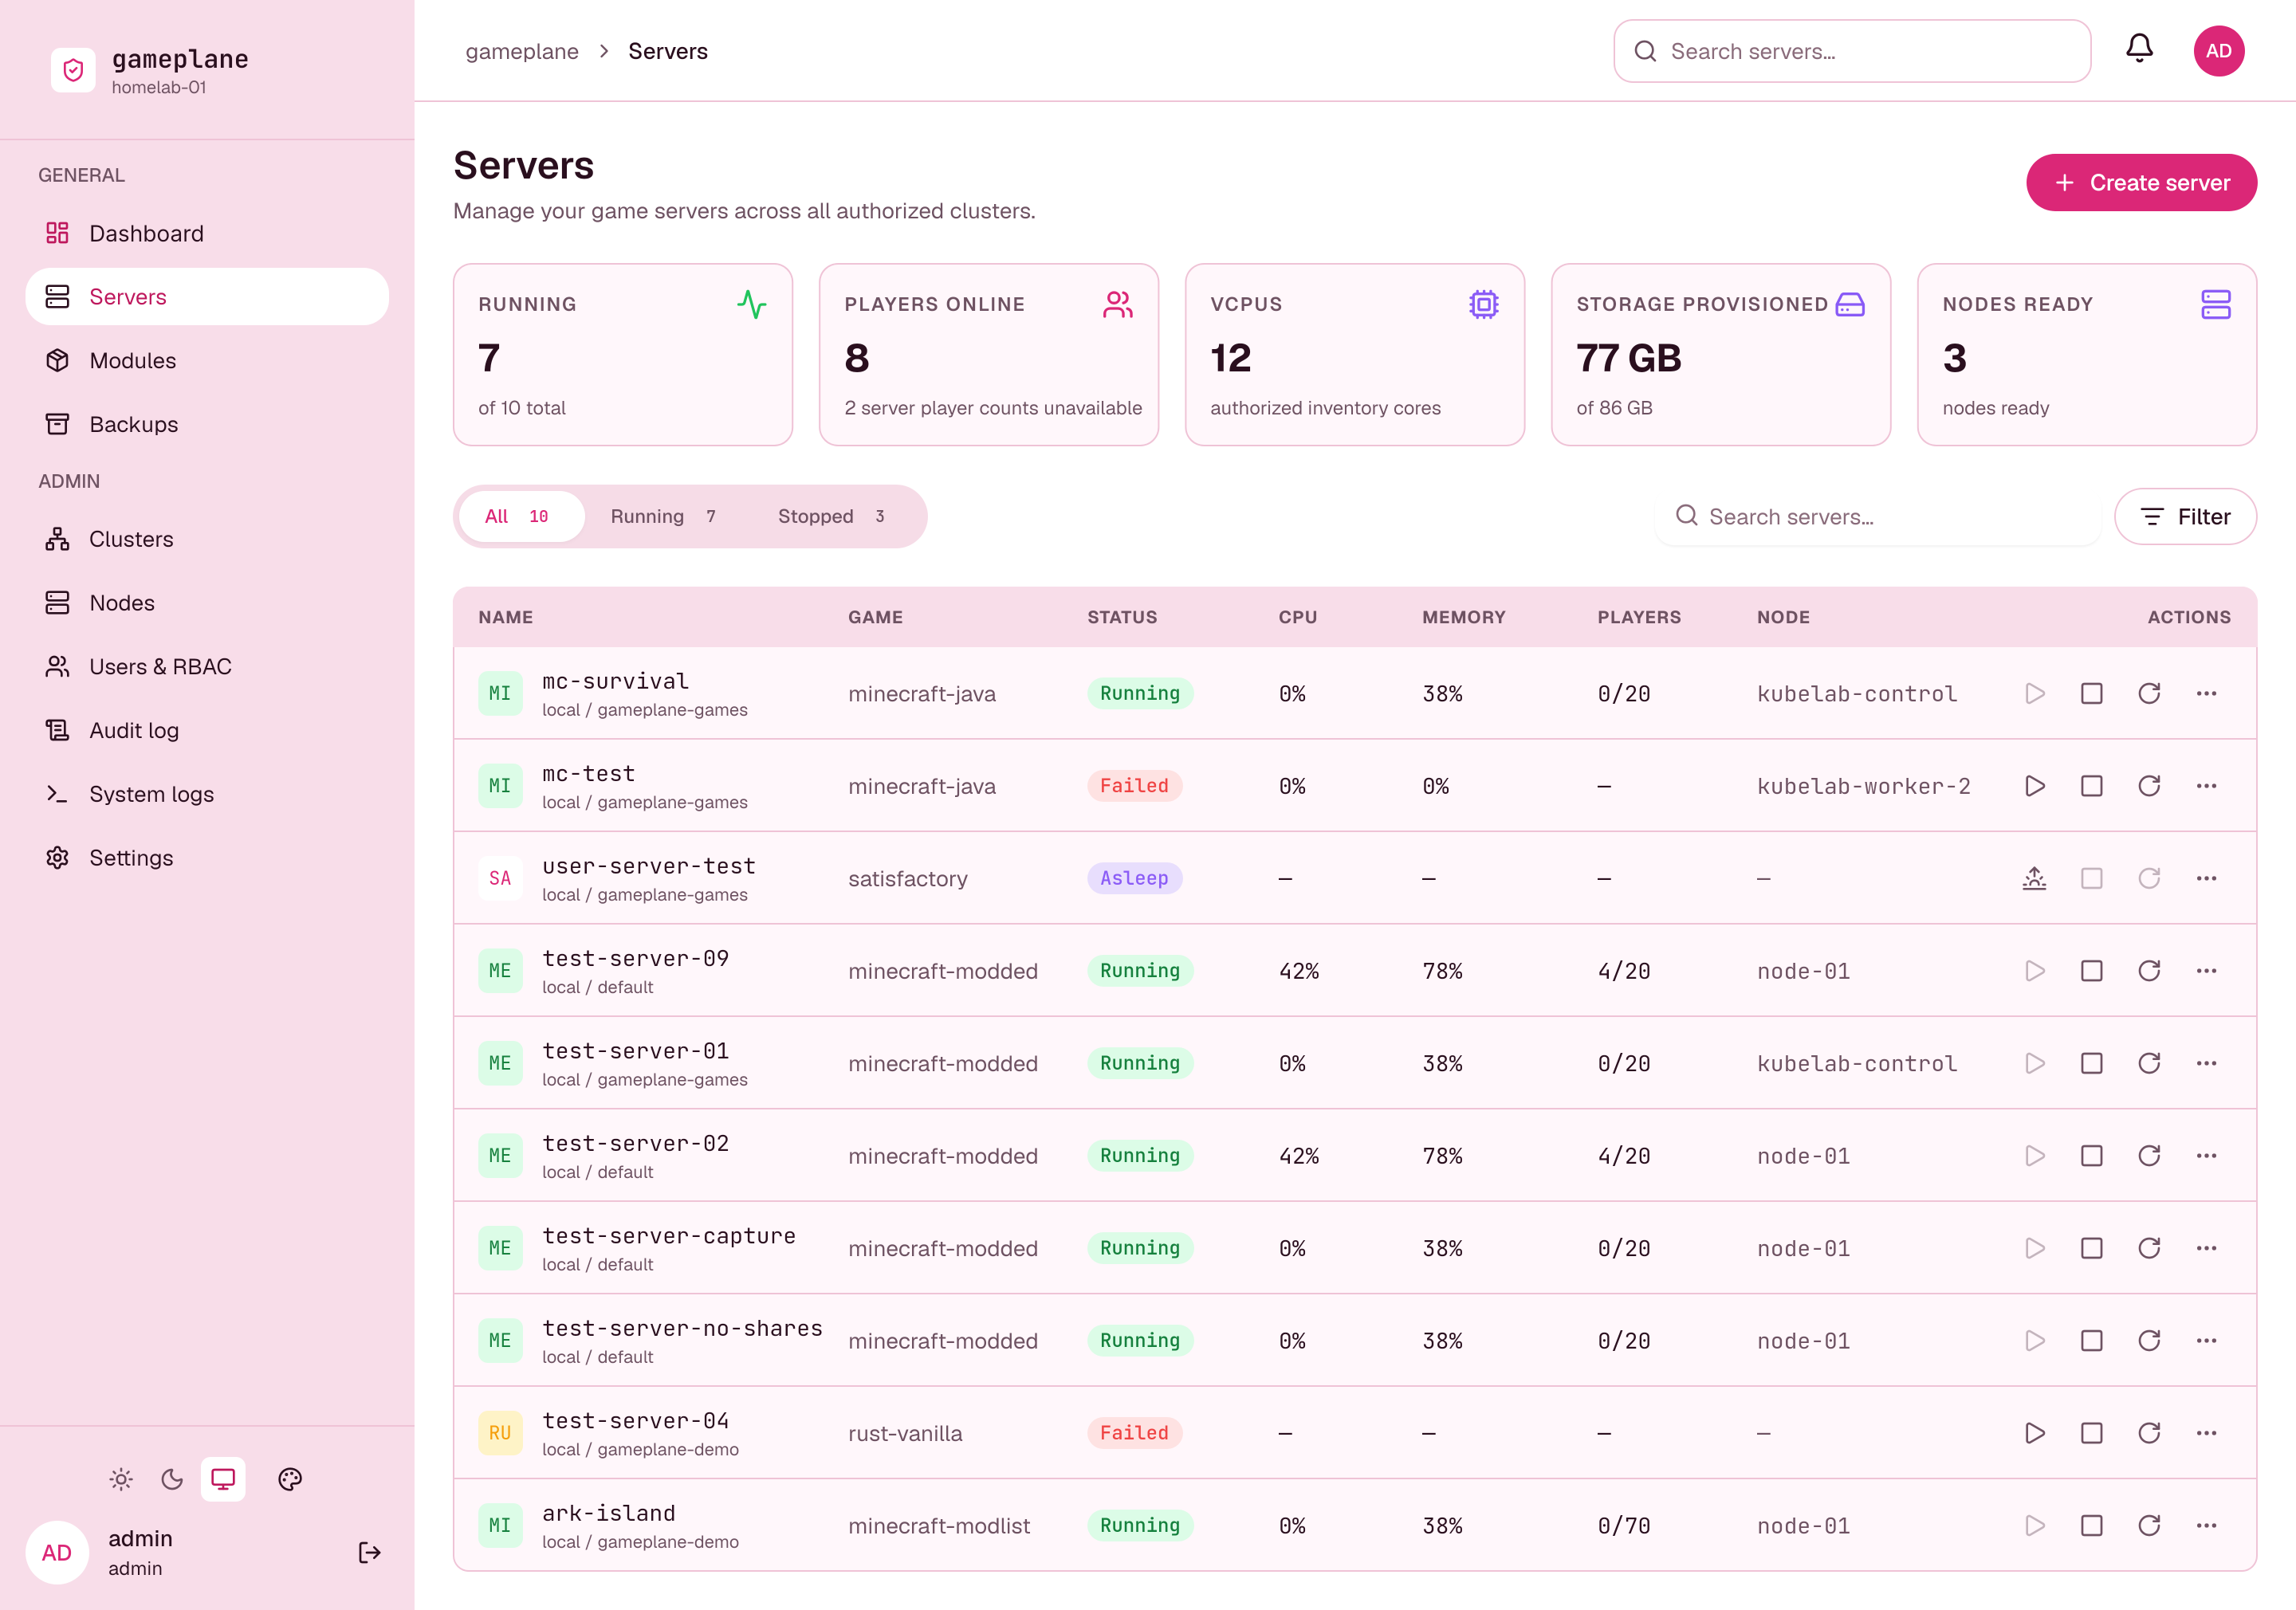 gameplane
homelab-01
GENERAL
Dashboard
Servers
Modules
Backups
ADMIN
Clusters
Nodes
Users & RBAC
Audit log
System logs
Settings
AD
admin
admin
gameplane > Servers
Search servers...
AD
Servers
Manage your game servers across all authorized clusters.
Create server
RUNNING
7
of 10 total
PLAYERS ONLINE
8
2 server player counts unavailable
VCPUS
12
authorized inventory cores
STORAGE PROVISIONED
77 GB
of 86 GB
NODES READY
3
nodes ready
All 10 Running 7 Stopped 3
Search servers...
Filter
NAME GAME STATUS CPU MEMORY PLAYERS NODE ACTIONS
MI mc-survival minecraft-java Running 0% 38% 0/20 kubelab-control
local / gameplane-games
MI mc-test minecraft-java Failed 0% 0% — kubelab-worker-2
local / gameplane-games
SA user-server-test satisfactory Asleep — — — —
local / gameplane-games
ME test-server-09 minecraft-modded Running 42% 78% 4/20 node-01
local / default
ME test-server-01 minecraft-modded Running 0% 38% 0/20 kubelab-control
local / gameplane-games
ME test-server-02 minecraft-modded Running 42% 78% 4/20 node-01
local / default
ME test-server-capture minecraft-modded Running 0% 38% 0/20 node-01
local / default
ME test-server-no-shares minecraft-modded Running 0% 38% 0/20 node-01
local / default
RU test-server-04 rust-vanilla Failed — — — —
local / gameplane-demo
MI ark-island minecraft-modlist Running 0% 38% 0/70 node-01
local / gameplane-demo